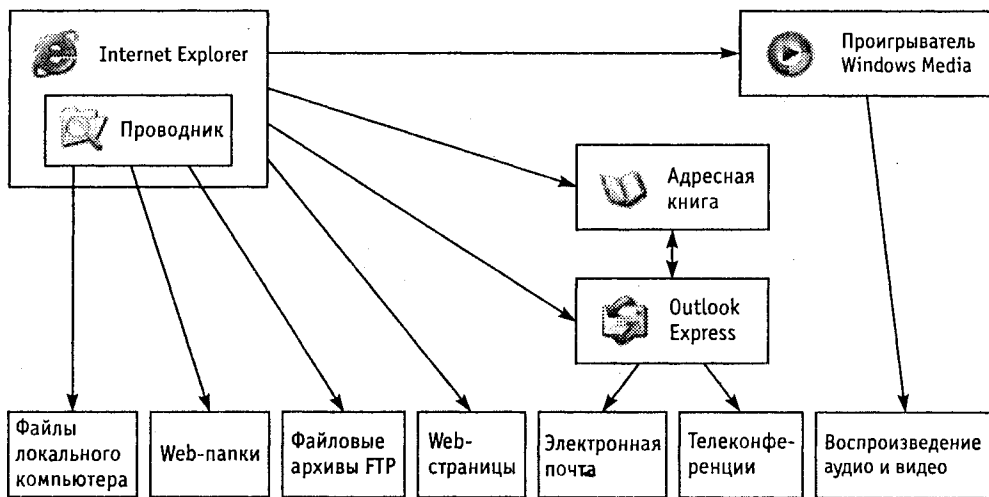 Internet Explorer
Проводник
Проигрыватель
Windows Media
Адресная
книга
Outlook
Express
Файлы
локального
компьютера
Web-папки
Файловые
архивы FTP
Web-
страницы
Электронная
почта
Телеконфе-
ренции
Воспроизведение
аудио и видео